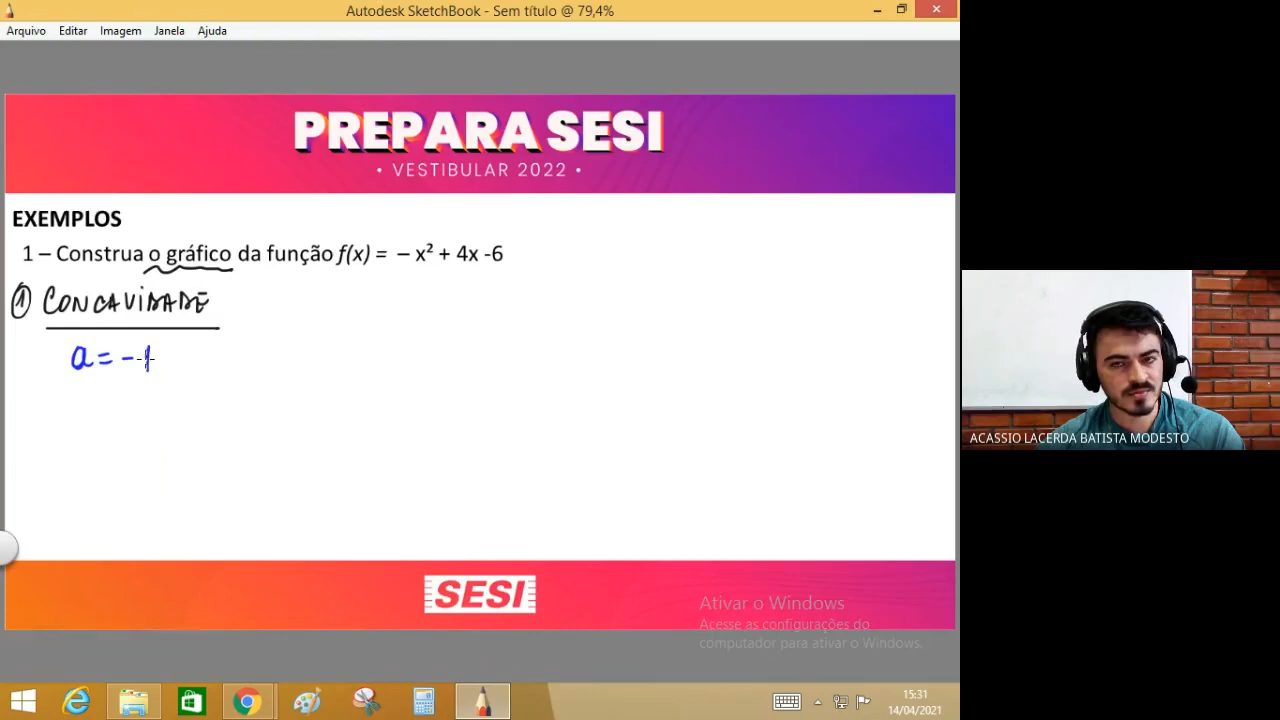 Autodesk SketchBook - Sem título @ 79,4%
Arquivo Editar Imagem Janela Ajuda
PREPARA SESI
• VESTIBULAR 2022 •
EXEMPLOS
1 – Construa o gráfico da função f(x) = – x² + 4x -6
① CONCAVIDADE
a = -1
ACASSIO LACERDA BATISTA MODESTO
SESI
Ativar o Windows
Acesse as configurações do
computador para ativar o Windows.
15:31
14/04/2021